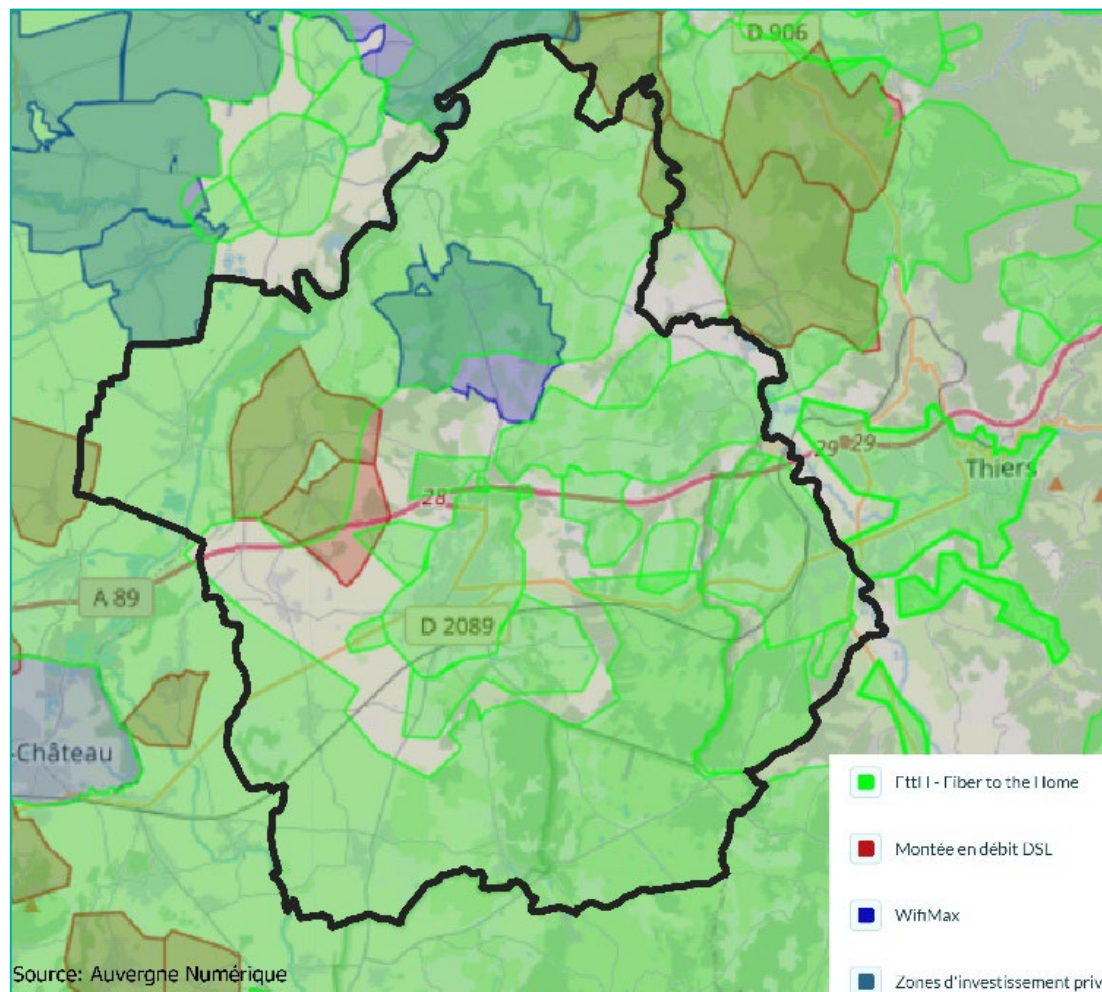 D 906
29
29
Thiers
28
A 89
D 2089
-Château
FttH - Fiber to the Home
Montée en débit DSL
WifiMax
Zones d'investissement priv
Source: Auvergne Numérique